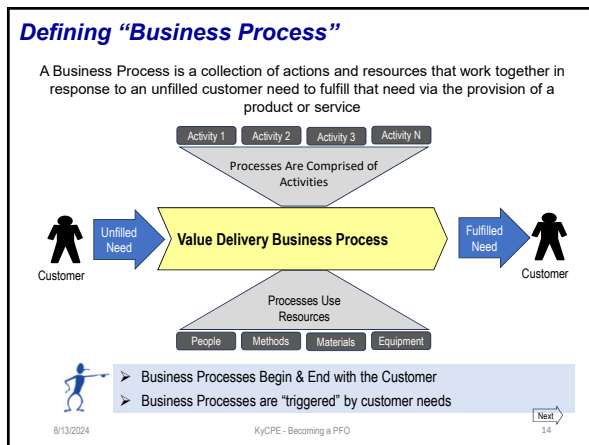 Defining “Business Process”
A Business Process is a collection of actions and resources that work together in
response to an unfilled customer need to fulfill that need via the provision of a
product or service
Activity 1 Activity 2 Activity 3 Activity N
Processes Are Comprised of
Activities
Unfilled
Need
Value Delivery Business Process
Fulfilled
Need
Customer
Customer
Processes Use
Resources
People Methods Materials Equipment
➢ Business Processes Begin & End with the Customer
➢ Business Processes are “triggered” by customer needs
Next
8/13/2024 KyCPE - Becoming a PFO 14